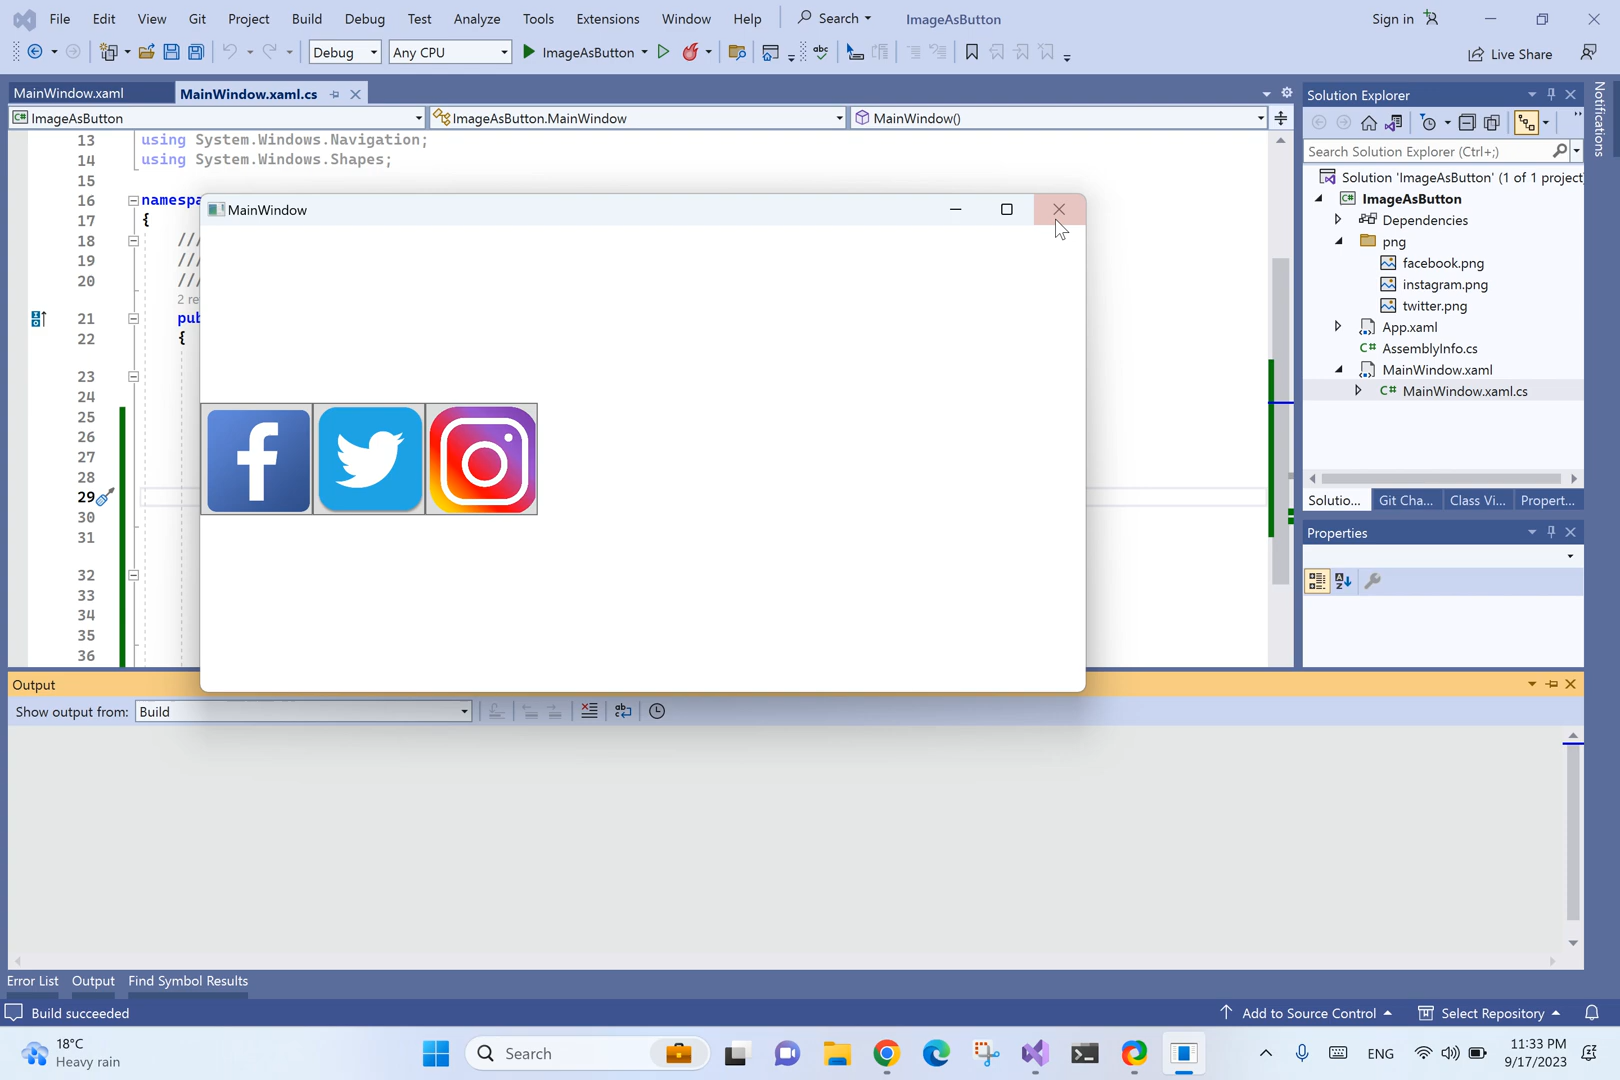 File Edit View Git Project Build Debug Test Analyze Tools Extensions Window Help Search ImageAsButton Sign in
Debug Any CPU ImageAsButton Live Share
MainWindow.xaml MainWindow.xaml.cs
ImageAsButton ImageAsButton.MainWindow MainWindow()
13 using System.Windows.Navigation;
14 using System.Windows.Shapes;
15
16 namespa
17 {
18 ///
19 ///
20 ///
2 re
21 pub
22 {
23
24
25
26
27
28
29
30
31
32
33
34
35
36
MainWindow
Solution Explorer
Search Solution Explorer (Ctrl+;)
Solution 'ImageAsButton' (1 of 1 project
ImageAsButton
Dependencies
png
facebook.png
instagram.png
twitter.png
App.xaml
C# AssemblyInfo.cs
MainWindow.xaml
C# MainWindow.xaml.cs
Solutio... Git Cha... Class Vi... Propert...
Properties
Notifications
Output
Show output from: Build
Error List Output Find Symbol Results
Build succeeded Add to Source Control Select Repository
18°C
Heavy rain
Search
ENG
11:33 PM
9/17/2023